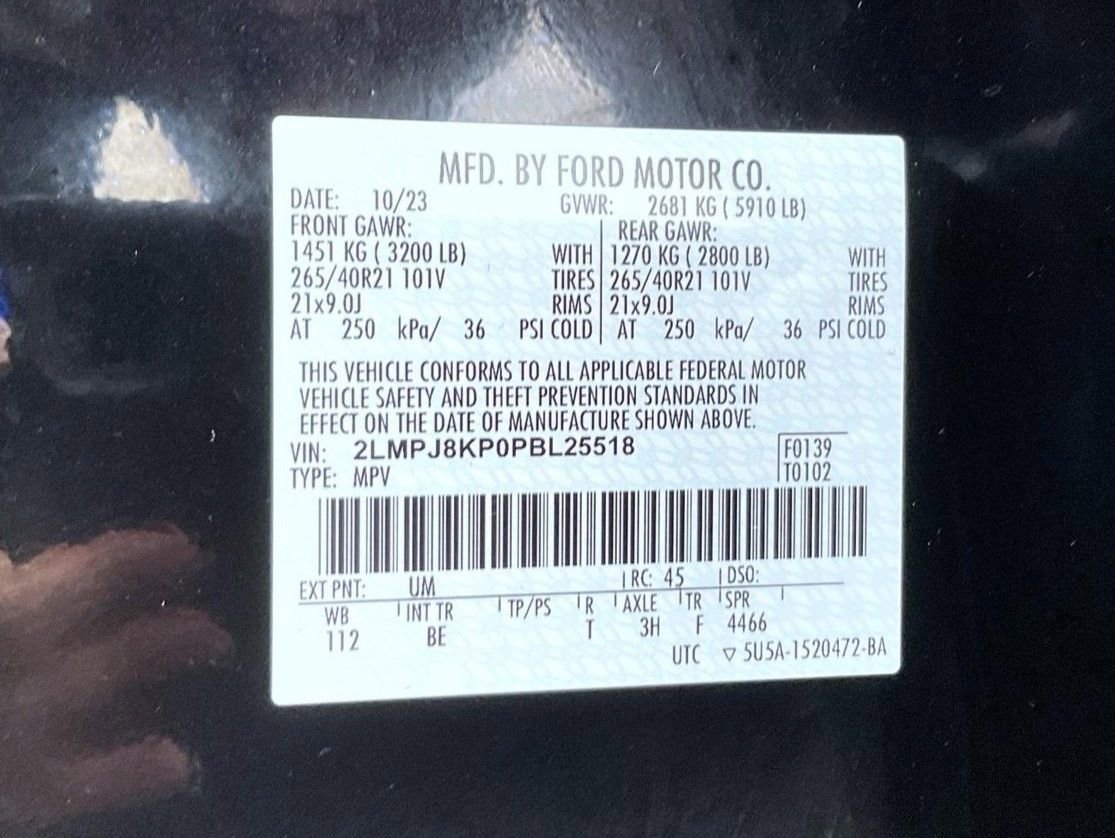 MFD. BY FORD MOTOR CO.
DATE: 10/23 GVWR: 2681 KG ( 5910 LB)
FRONT GAWR: REAR GAWR:
1451 KG ( 3200 LB) WITH 1270 KG ( 2800 LB) WITH
265/40R21 101V TIRES 265/40R21 101V TIRES
21x9.0J RIMS 21x9.0J RIMS
AT 250 kPa/ 36 PSI COLD AT 250 kPa/ 36 PSI COLD
THIS VEHICLE CONFORMS TO ALL APPLICABLE FEDERAL MOTOR
VEHICLE SAFETY AND THEFT PREVENTION STANDARDS IN
EFFECT ON THE DATE OF MANUFACTURE SHOWN ABOVE.
VIN: 2LMPJ8KP0PBL25518 F0139
TYPE: MPV T0102
EXT PNT: UM RC: 45 DSO:
WB INT TR TP/PS R AXLE TR SPR
112 BE T 3H F 4466
UTC ▽ 5U5A-1520472-BA